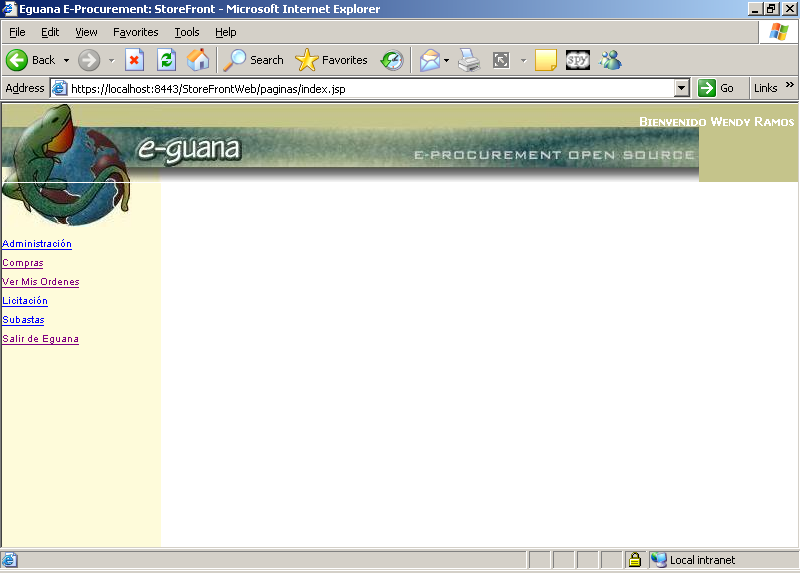 Eguana E-Procurement: StoreFront - Microsoft Internet Explorer
File Edit View Favorites Tools Help
Back Search Favorites SPY
Address https://localhost:8443/StoreFrontWeb/paginas/index.jsp Go Links »
Bienvenido Wendy Ramos
e-guana
E-PROCUREMENT OPEN SOURCE
Administración
Compras
Ver Mis Ordenes
Licitación
Subastas
Salir de Eguana
Local intranet